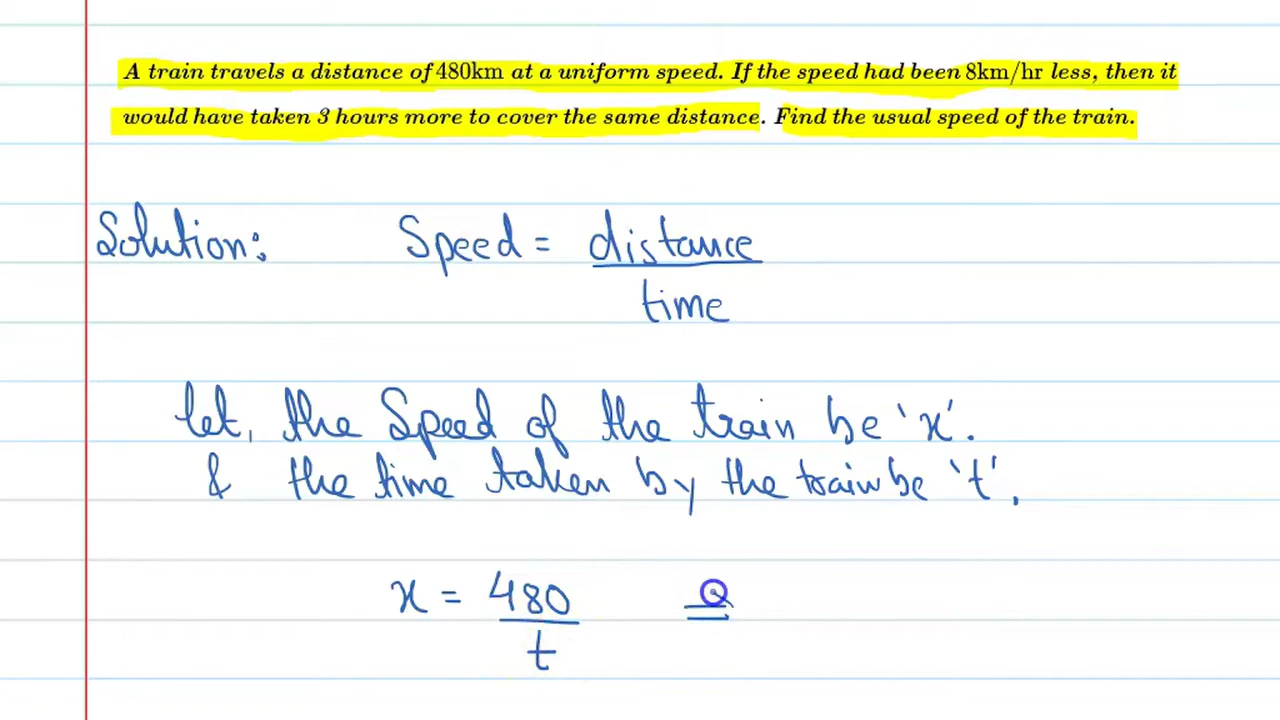 A train travels a distance of 480km at a uniform speed. If the speed had been 8km/hr less, then it
would have taken 3 hours more to cover the same distance. Find the usual speed of the train.
Solution: Speed = distance
time
let, the Speed of the train be 'x'.
& the time taken by the train be 't'.
x = 480
t